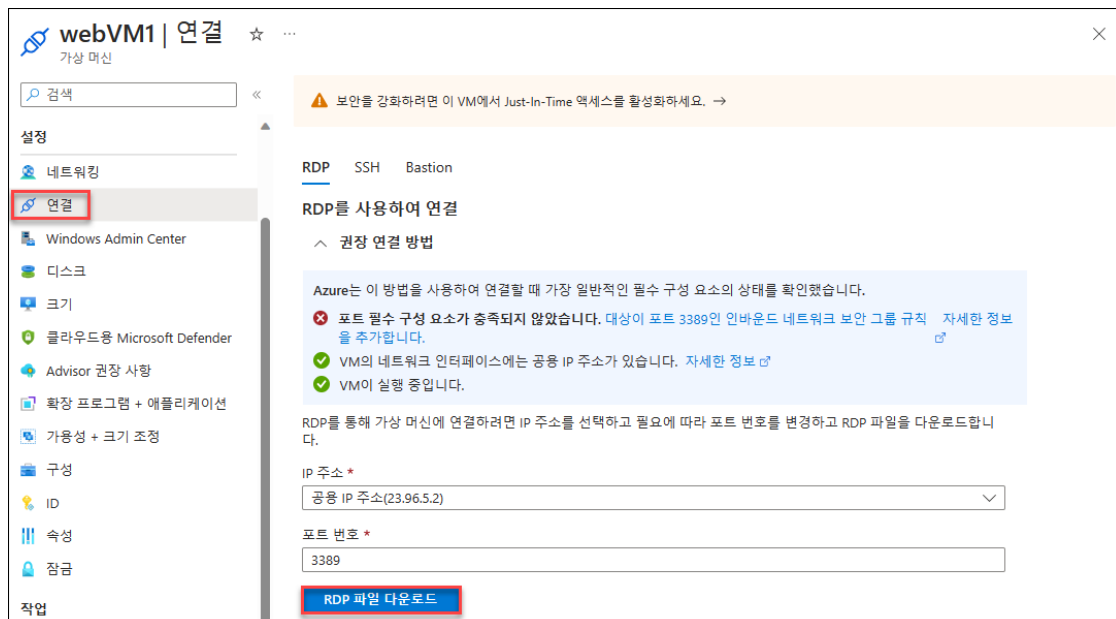 webVM1 | 연결
가상 머신
검색
보안을 강화하려면 이 VM에서 Just-In-Time 액세스를 활성화하세요. →
설정
네트워킹
연결
Windows Admin Center
디스크
크기
클라우드용 Microsoft Defender
Advisor 권장 사항
확장 프로그램 + 애플리케이션
가용성 + 크기 조정
구성
ID
속성
잠금
작업
RDP SSH Bastion
RDP를 사용하여 연결
권장 연결 방법
Azure는 이 방법을 사용하여 연결할 때 가장 일반적인 필수 구성 요소의 상태를 확인했습니다.
포트 필수 구성 요소가 충족되지 않았습니다. 대상이 포트 3389인 인바운드 네트워크 보안 그룹 규칙 자세한 정보
을 추가합니다.
VM의 네트워크 인터페이스에는 공용 IP 주소가 있습니다. 자세한 정보
VM이 실행 중입니다.
RDP를 통해 가상 머신에 연결하려면 IP 주소를 선택하고 필요에 따라 포트 번호를 변경하고 RDP 파일을 다운로드합니
다.
IP 주소 *
공용 IP 주소(23.96.5.2)
포트 번호 *
3389
RDP 파일 다운로드